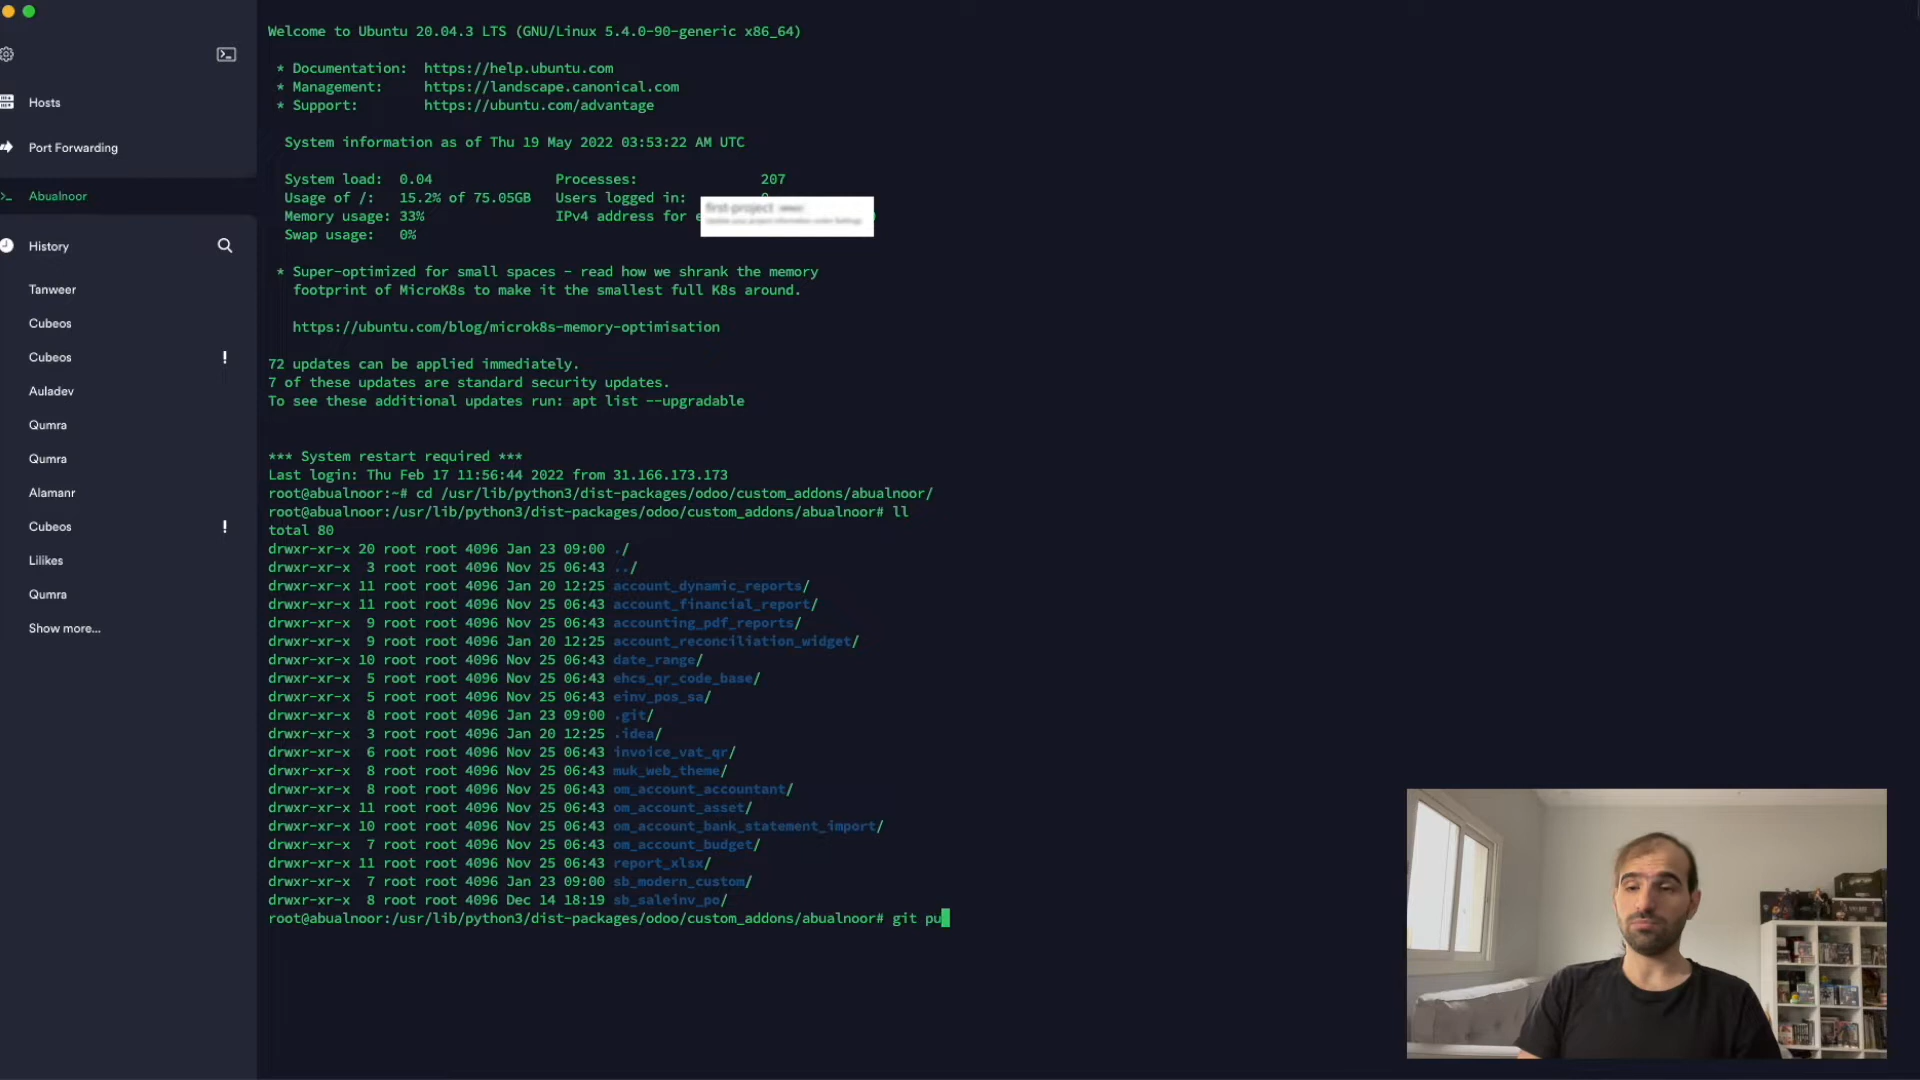 Hosts
Port Forwarding
Abualnoor
History
Tanweer
Cubeos
Cubeos
!
Auladev
Qumra
Qumra
Alamanr
Cubeos
!
Lilikes
Qumra
Show more...
Welcome to Ubuntu 20.04.3 LTS (GNU/Linux 5.4.0-90-generic x86_64)
* Documentation: https://help.ubuntu.com
* Management: https://landscape.canonical.com
* Support: https://ubuntu.com/advantage
System information as of Thu 19 May 2022 03:53:22 AM UTC
System load: 0.04 Processes: 207
Usage of /: 15.2% of 75.05GB Users logged in:
Memory usage: 33% IPv4 address for
first-project
Swap usage: 0%
* Super-optimized for small spaces - read how we shrank the memory
footprint of MicroK8s to make it the smallest full K8s around.
https://ubuntu.com/blog/microk8s-memory-optimisation
72 updates can be applied immediately.
7 of these updates are standard security updates.
To see these additional updates run: apt list --upgradable
*** System restart required ***
Last login: Thu Feb 17 11:56:44 2022 from 31.166.173.173
root@abualnoor:~# cd /usr/lib/python3/dist-packages/odoo/custom_addons/abualnoor/
root@abualnoor:/usr/lib/python3/dist-packages/odoo/custom_addons/abualnoor# ll
total 80
drwxr-xr-x 20 root root 4096 Jan 23 09:00 ./
drwxr-xr-x 3 root root 4096 Nov 25 06:43 ../
drwxr-xr-x 11 root root 4096 Jan 20 12:25 account_dynamic_reports/
drwxr-xr-x 11 root root 4096 Nov 25 06:43 account_financial_report/
drwxr-xr-x 9 root root 4096 Nov 25 06:43 accounting_pdf_reports/
drwxr-xr-x 9 root root 4096 Jan 20 12:25 account_reconciliation_widget/
drwxr-xr-x 10 root root 4096 Nov 25 06:43 date_range/
drwxr-xr-x 5 root root 4096 Nov 25 06:43 ehcs_qr_code_base/
drwxr-xr-x 5 root root 4096 Nov 25 06:43 einv_pos_sa/
drwxr-xr-x 8 root root 4096 Jan 23 09:00 .git/
drwxr-xr-x 3 root root 4096 Jan 20 12:25 .idea/
drwxr-xr-x 6 root root 4096 Nov 25 06:43 invoice_vat_qr/
drwxr-xr-x 8 root root 4096 Nov 25 06:43 muk_web_theme/
drwxr-xr-x 8 root root 4096 Nov 25 06:43 om_account_accountant/
drwxr-xr-x 11 root root 4096 Nov 25 06:43 om_account_asset/
drwxr-xr-x 10 root root 4096 Nov 25 06:43 om_account_bank_statement_import/
drwxr-xr-x 7 root root 4096 Nov 25 06:43 om_account_budget/
drwxr-xr-x 11 root root 4096 Nov 25 06:43 report_xlsx/
drwxr-xr-x 7 root root 4096 Jan 23 09:00 sb_modern_custom/
drwxr-xr-x 8 root root 4096 Dec 14 18:19 sb_saleinv_po/
root@abualnoor:/usr/lib/python3/dist-packages/odoo/custom_addons/abualnoor# git pu